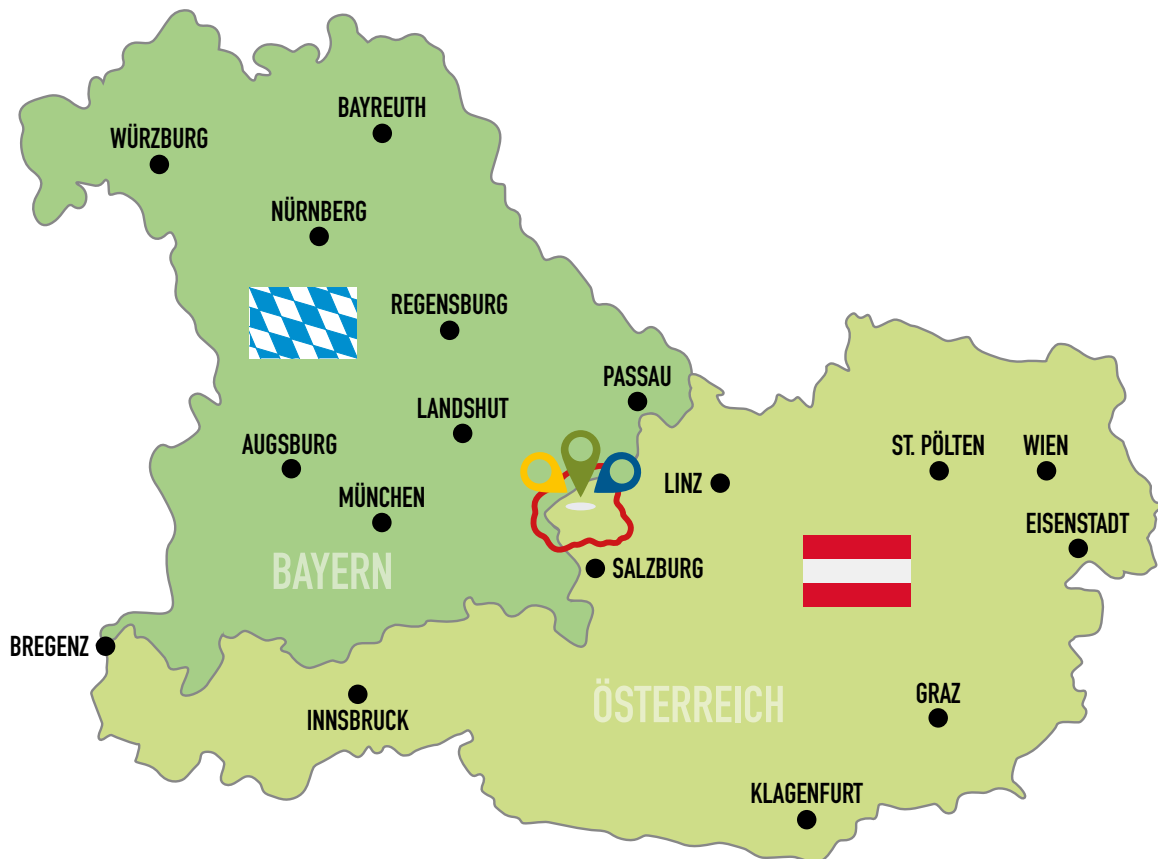 BAYREUTH
WÜRZBURG
NÜRNBERG
REGENSBURG
PASSAU
LANDSHUT
AUGSBURG
ST. PÖLTEN
WIEN
LINZ
MÜNCHEN
EISENSTADT
BAYERN
SALZBURG
BREGENZ
ÖSTERREICH
GRAZ
INNSBRUCK
KLAGENFURT